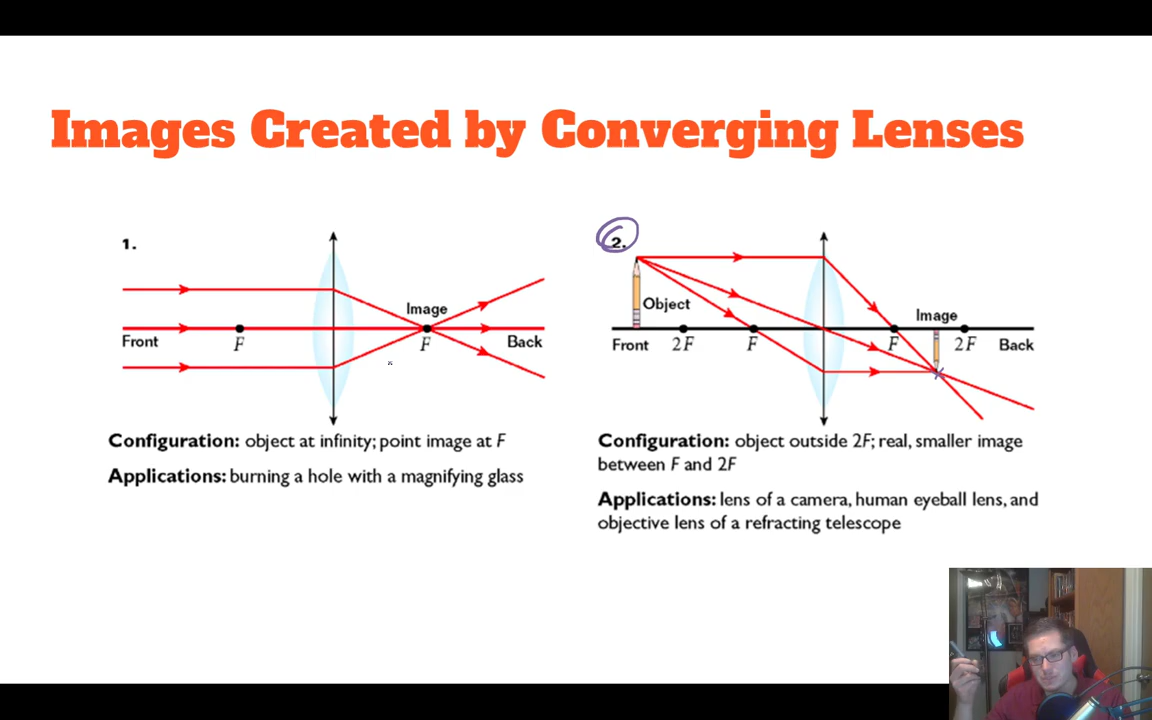 Images Created by Converging Lenses
1.
Image
Front
F
F
Back
Configuration: object at infinity; point image at F
Applications: burning a hole with a magnifying glass
2.
Object
Image
Front
2F
F
F
2F
Back
Configuration: object outside 2F; real, smaller image
between F and 2F
Applications: lens of a camera, human eyeball lens, and
objective lens of a refracting telescope